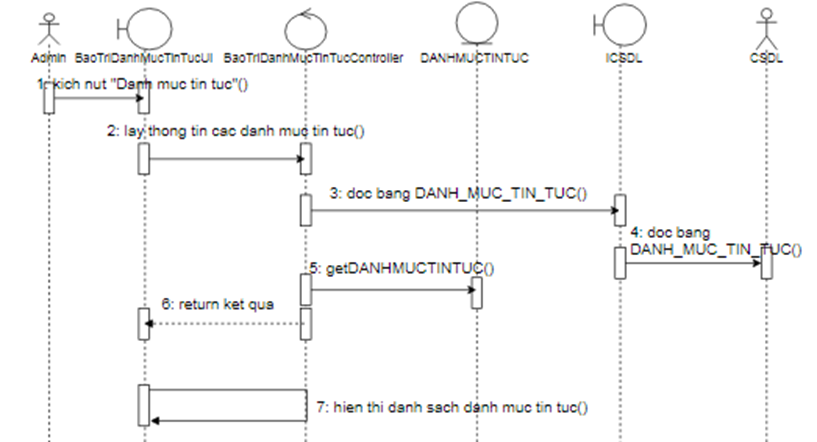 Admin BaoTriDanhMucTinTucUI BaoTriDanhMucTinTucController DANHMUCTINTUC ICSDL CSDL
1: kich nut "Danh muc tin tuc"()
2: lay thong tin cac danh muc tin tuc()
3: doc bang DANH_MUC_TIN_TUC()
4: doc bang
DANH_MUC_TIN_TUC()
5: getDANHMUCTINTUC()
6: return ket qua
7: hien thi danh sach danh muc tin tuc()